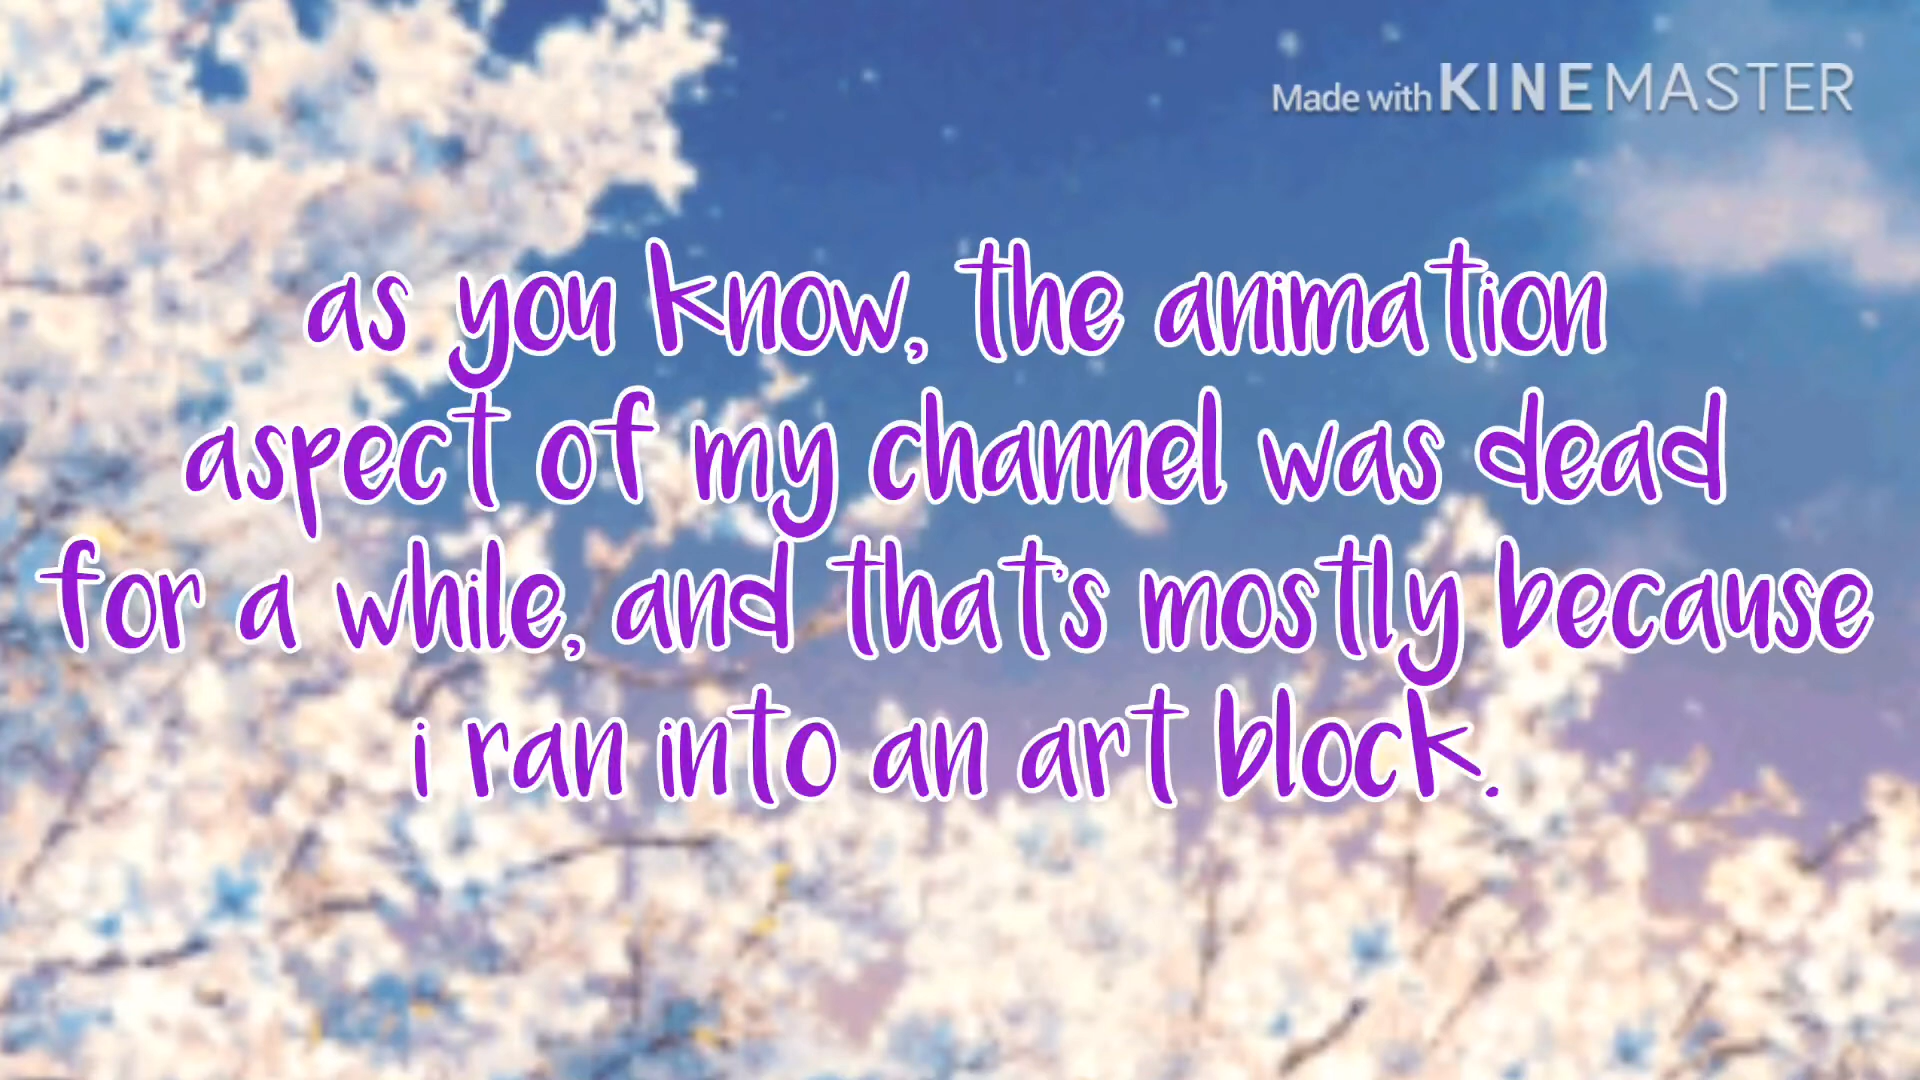 Made with KINEMASTER
as you know, the animation
aspect of my channel was dead
for a while, and that's mostly because
i ran into an art block.